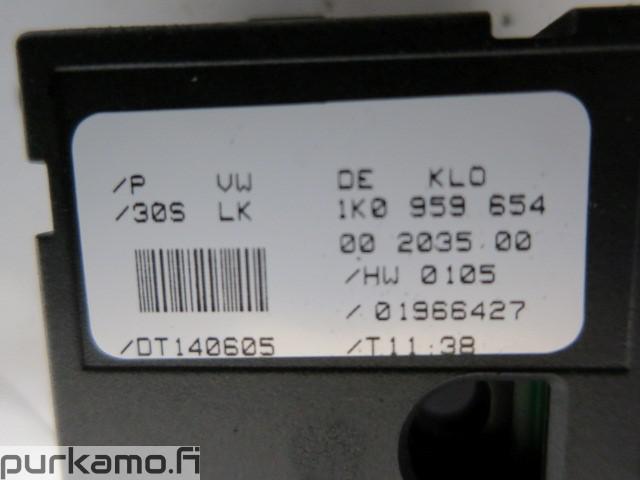 /P VW DE KLO
/30S LK 1K0 959 654
00 2035 00
/HW 0105
/01966427
/DT140605 /T11:38
purkamo.fi